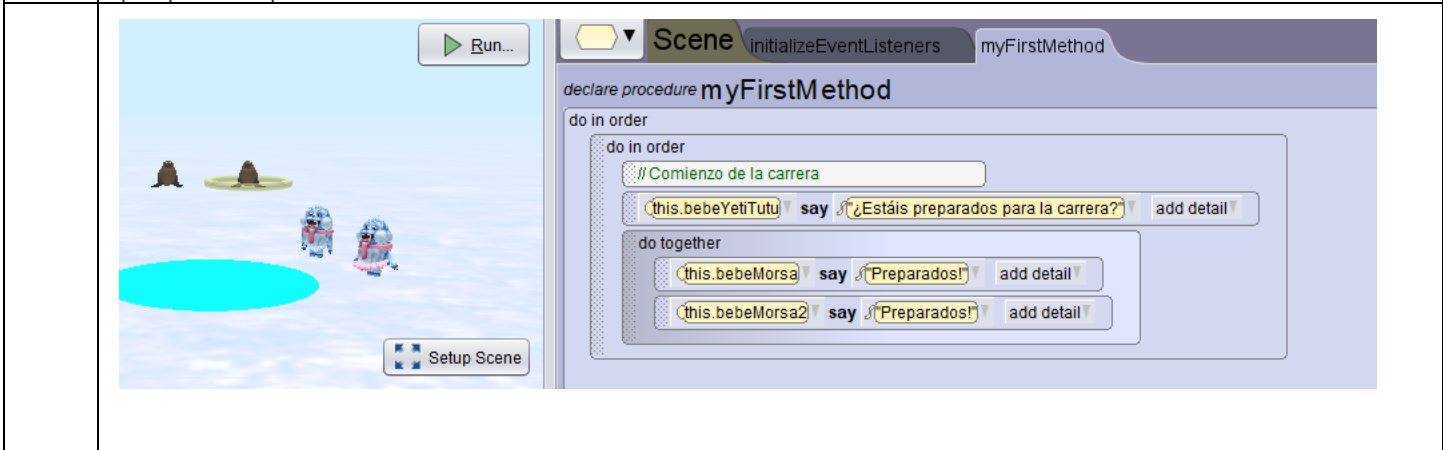 Run...
Scene initializeEventListeners myFirstMethod
declare procedure myFirstMethod
do in order
do in order
//Comienzo de la carrera
this.bebeYetiTutu say "¿Estáis preparados para la carrera?" add detail
do together
this.bebeMorsa say "Preparados!" add detail
this.bebeMorsa2 say "Preparados!" add detail
Setup Scene